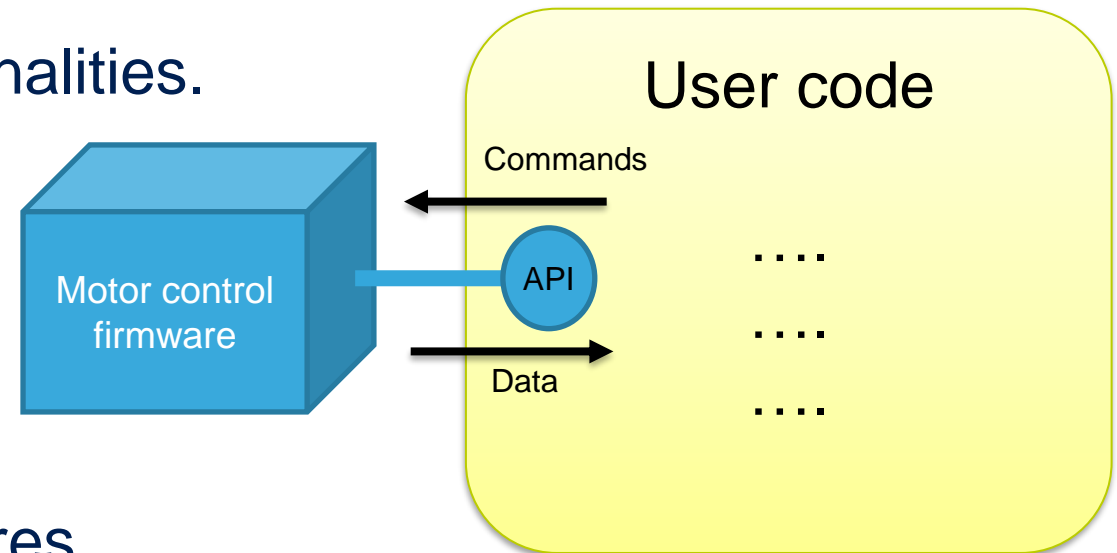 nalities.
User code
Commands
Motor control
firmware
API
....
....
Data
....
res